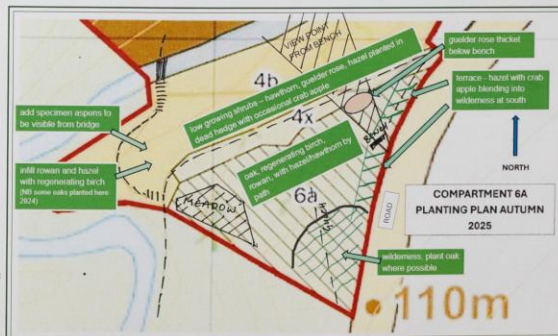 VIEW POINT
FROM BENCH
guelder rose thicket
below bench
4b
low growing shrubs – hawthorn, guelder rose, hazel planted in
dead hedge with occasional crab apple
4x
terrace - hazel with crab
apple blending into
wilderness at south
add specimen aspens to
be visible from bridge
BENCH
oak, regenerating birch,
rowan, with hazel/hawthorn by
path
NORTH
infill rowan and hazel
with regenerating birch
(NB some oaks planted here
2024)
6a
MEADOW
ROAD
COMPARTMENT 6A
PLANTING PLAN AUTUMN
2025
wilderness, plant oak
where possible
110m